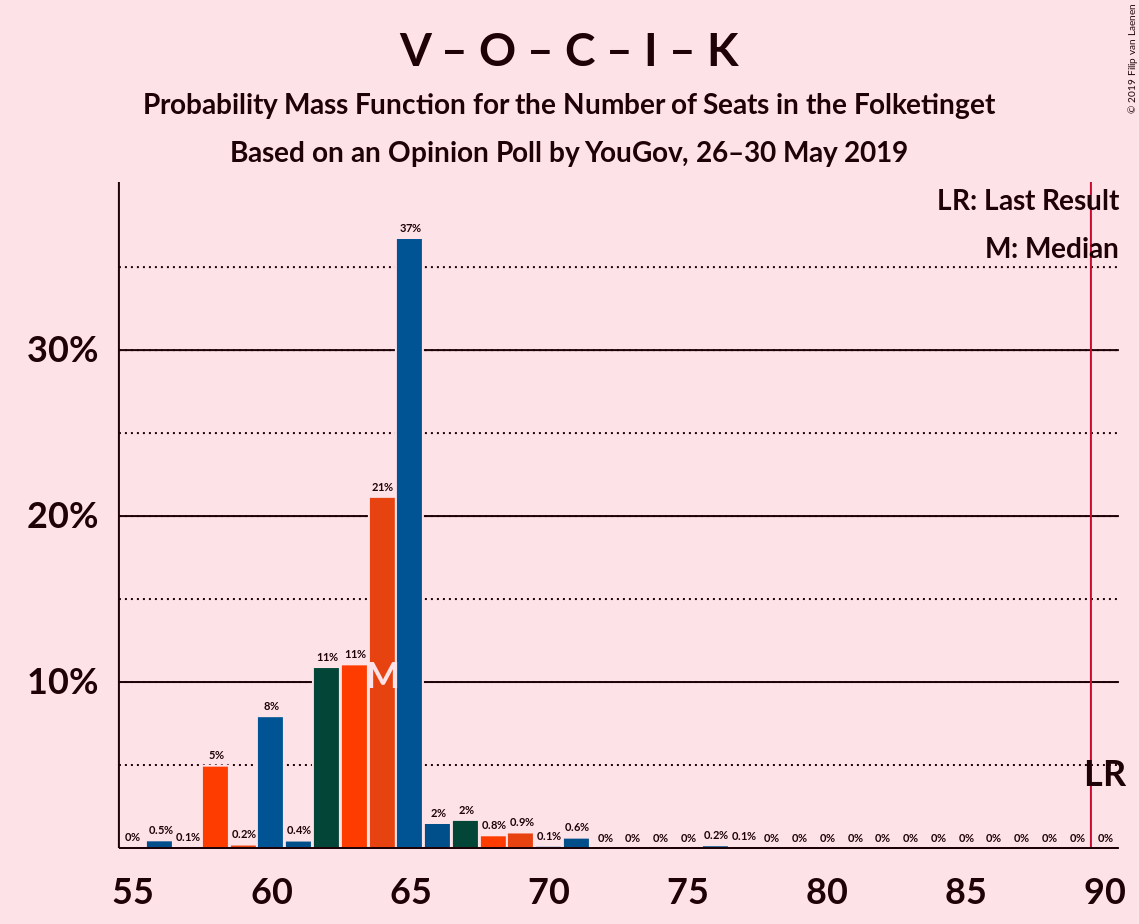 V – O – C – I – K
Probability Mass Function for the Number of Seats in the Folketinget
Based on an Opinion Poll by YouGov, 26–30 May 2019
© 2019 Filip van Laenen
LR: Last Result
M: Median
30%
20%
10%
0% 0.5% 0.1% 5% 0.2% 8% 0.4% 11% 11% 21% 37% 2% 2% 0.8% 0.9% 0.1% 0.6% 0% 0% 0% 0% 0.2% 0.1% 0% 0% 0% 0% 0% 0% 0% 0% 0% 0% 0% 0% 0%
M
LR
55 60 65 70 75 80 85 90